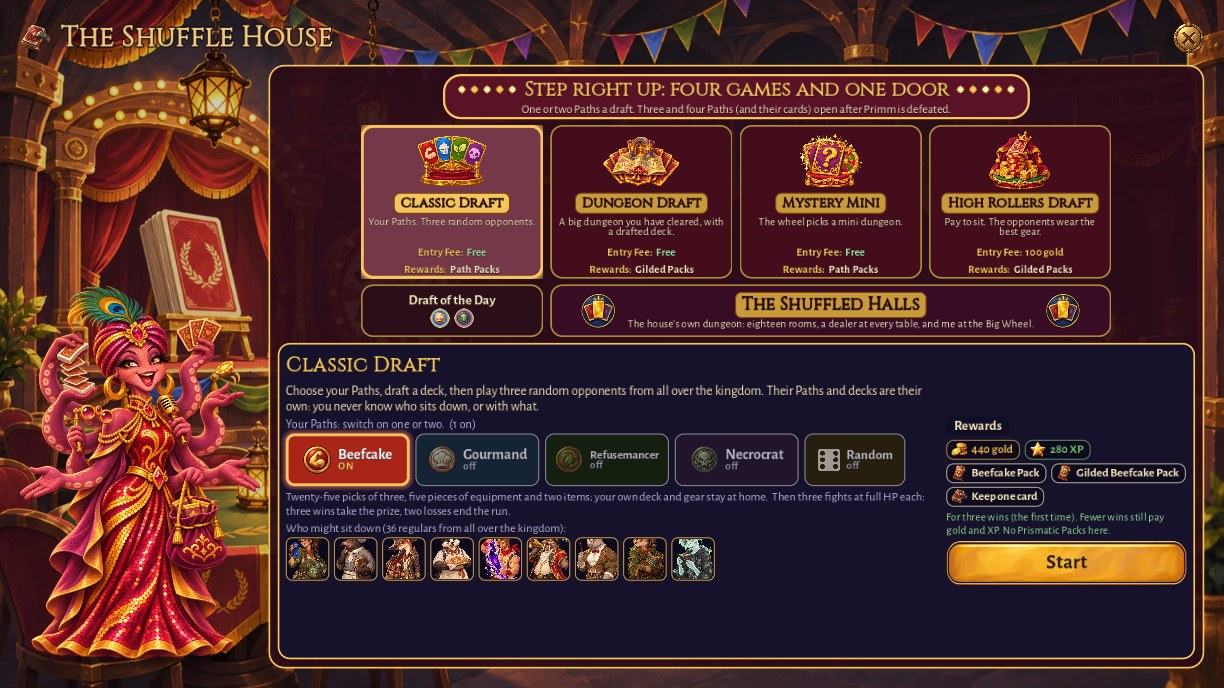 The Shuffle House
Step right up: four games and one door
One or two Paths a draft. Three and four Paths (and their cards) open after Primm is defeated.
Classic Draft
Your Paths. Three random opponents.
Entry Fee: Free
Rewards: Path Packs
Dungeon Draft
A big dungeon you have cleared, with
a drafted deck.
Entry Fee: Free
Rewards: Gilded Packs
Mystery Mini
The wheel picks a mini dungeon.
Entry Fee: Free
Rewards: Path Packs
High Rollers Draft
Pay to sit. The opponents wear the
best gear.
Entry Fee: 100 gold
Rewards: Gilded Packs
Draft of the Day
The Shuffled Halls
The house's own dungeon: eighteen rooms, a dealer at every table, and me at the Big Wheel.
Classic Draft
Choose your Paths, draft a deck, then play three random opponents from all over the kingdom. Their Paths and decks are their
own: you never know who sits down, or with what.
Your Paths: switch on one or two. (1 on)
Beefcake
ON
Gourmand
off
Refusemancer
off
Necrocrat
off
Random
off
Twenty-five picks of three, five pieces of equipment and two items; your own deck and gear stay at home. Then three fights at full HP each:
three wins take the prize, two losses end the run.
Who might sit down (36 regulars from all over the kingdom):
Rewards
440 gold
280 XP
Beefcake Pack
Gilded Beefcake Pack
Keep one card
For three wins (the first time). Fewer wins still pay
gold and XP. No Prismatic Packs here.
Start